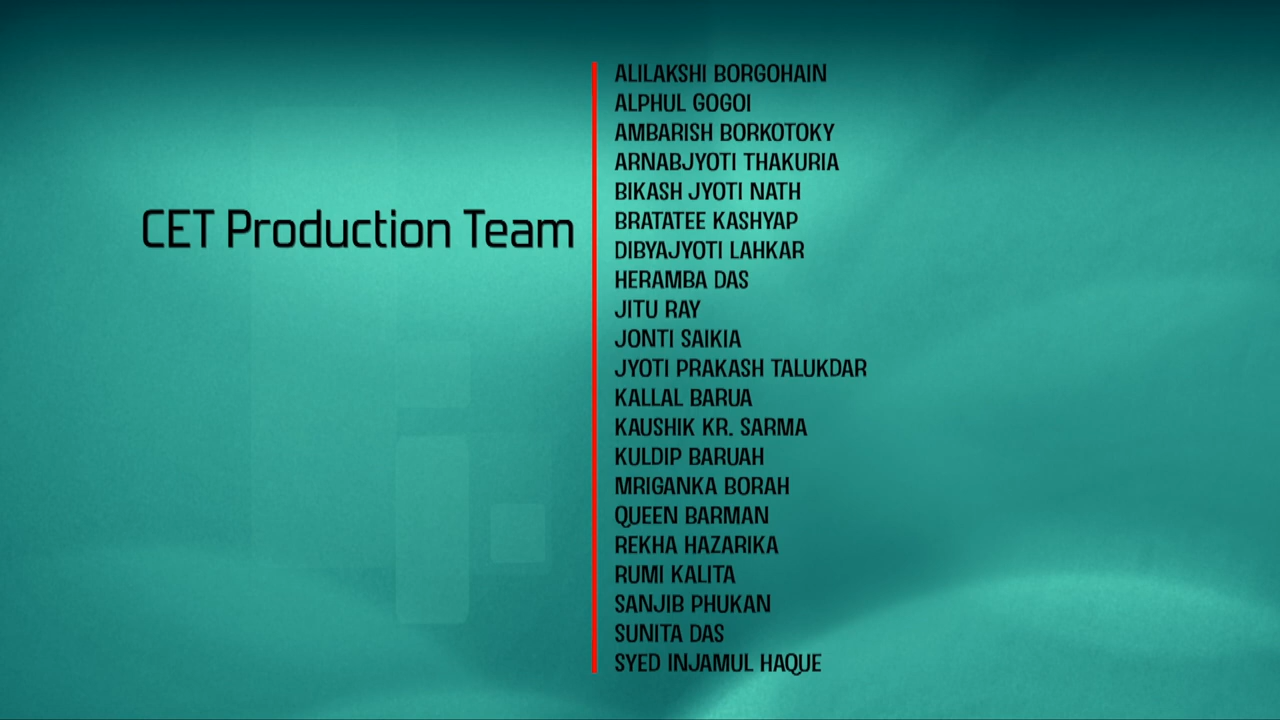 CET Production Team
ALILAKSHI BORGOHAIN
ALPHUL GOGOI
AMBARISH BORKOTOKY
ARNABJYOTI THAKURIA
BIKASH JYOTI NATH
BRATATEE KASHYAP
DIBYAJYOTI LAHKAR
HERAMBA DAS
JITU RAY
JONTI SAIKIA
JYOTI PRAKASH TALUKDAR
KALLAL BARUA
KAUSHIK KR. SARMA
KULDIP BARUAH
MRIGANKA BORAH
QUEEN BARMAN
REKHA HAZARIKA
RUMI KALITA
SANJIB PHUKAN
SUNITA DAS
SYED INJAMUL HAQUE